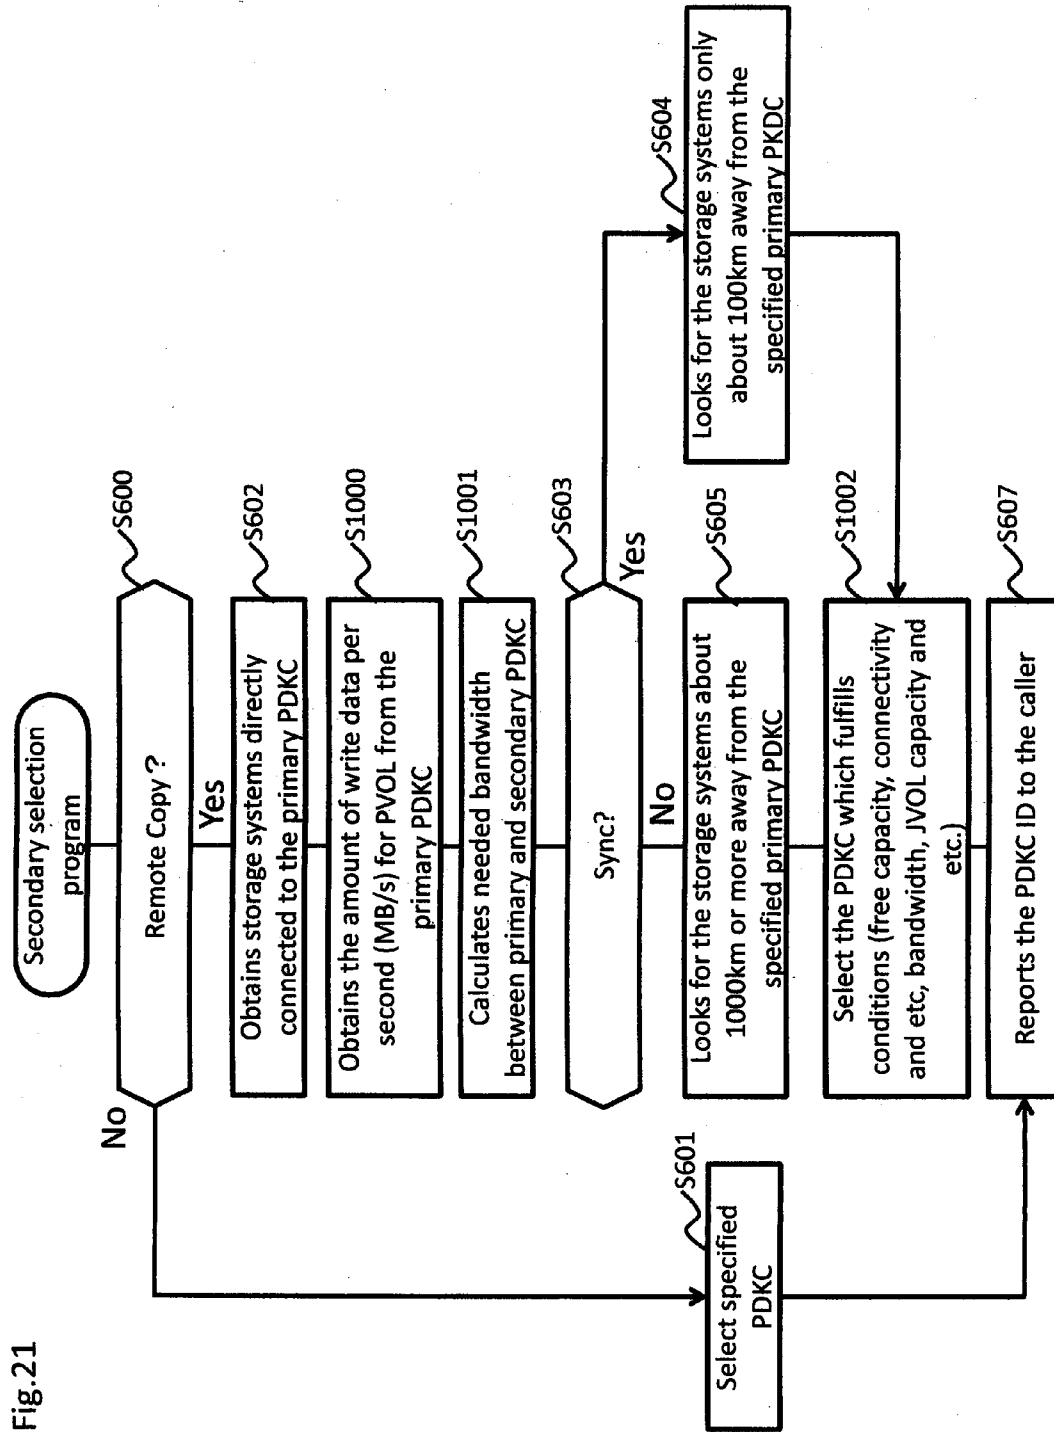 Fig.21
Secondary selection
program
Remote Copy?
S600
No
Yes
Obtains storage systems directly
connected to the primary PDKC
S602
Obtains the amount of write data per
second (MB/s) for PVOL from the
primary PDKC
S1000
Calculates needed bandwidth
between primary and secondary PDKC
S1001
Sync?
S603
Yes
No
Looks for the storage systems only
about 100km away from the
specified primary PKDC
S604
Looks for the storage systems about
1000km or more away from the
specified primary PDKC
S605
Select specified
PDKC
S601
Select the PDKC which fulfills
conditions (free capacity, connectivity
and etc, bandwidth, JVOL capacity and
etc.)
S1002
Reports the PDKC ID to the caller
S607